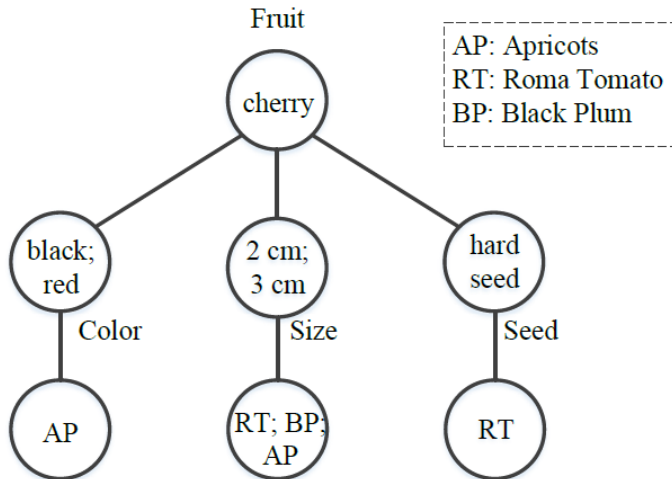 Fruit
AP: Apricots
RT: Roma Tomato
BP: Black Plum
cherry
black;
red
2 cm;
3 cm
hard
seed
Color
Size
Seed
AP
RT; BP;
AP
RT